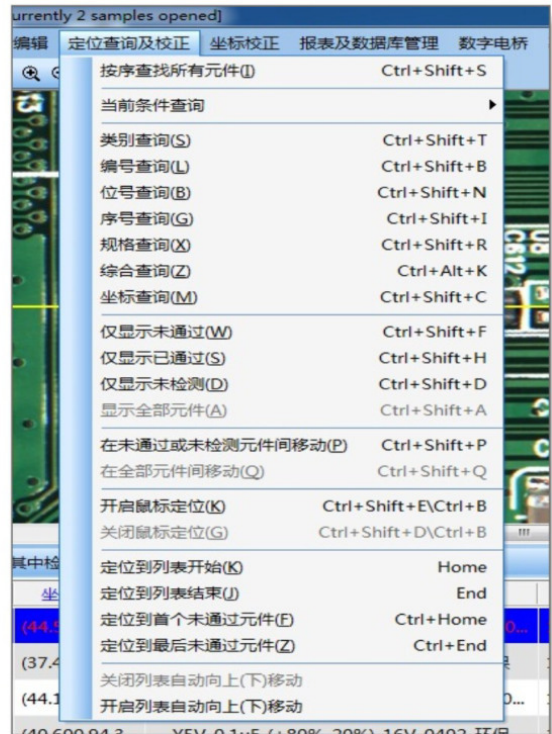 urrently 2 samples opened]
编辑 定位查询及校正 坐标校正 报表及数据库管理 数字电桥
按序查找所有元件(I) Ctrl+Shift+S
当前条件查询
类别查询(S) Ctrl+Shift+T
编号查询(L) Ctrl+Shift+B
位号查询(B) Ctrl+Shift+N
序号查询(G) Ctrl+Shift+I
规格查询(X) Ctrl+Shift+R
综合查询(Z) Ctrl+Alt+K
坐标查询(M) Ctrl+Shift+C
仅显示未通过(W) Ctrl+Shift+F
仅显示已通过(S) Ctrl+Shift+H
仅显示未检测(D) Ctrl+Shift+D
显示全部元件(A) Ctrl+Shift+A
在未通过或未检测元件间移动(P) Ctrl+Shift+P
在全部元件间移动(Q) Ctrl+Shift+Q
开启鼠标定位(K) Ctrl+Shift+E\Ctrl+B
关闭鼠标定位(G) Ctrl+Shift+D\Ctrl+B
定位到列表开始(K) Home
定位到列表结束(J) End
定位到首个未通过元件(F) Ctrl+Home
定位到最后未通过元件(Z) Ctrl+End
关闭列表自动向上(下)移动
开启列表自动向上(下)移动
C612
其中检
坐
(44.5
(37.4
(44.1